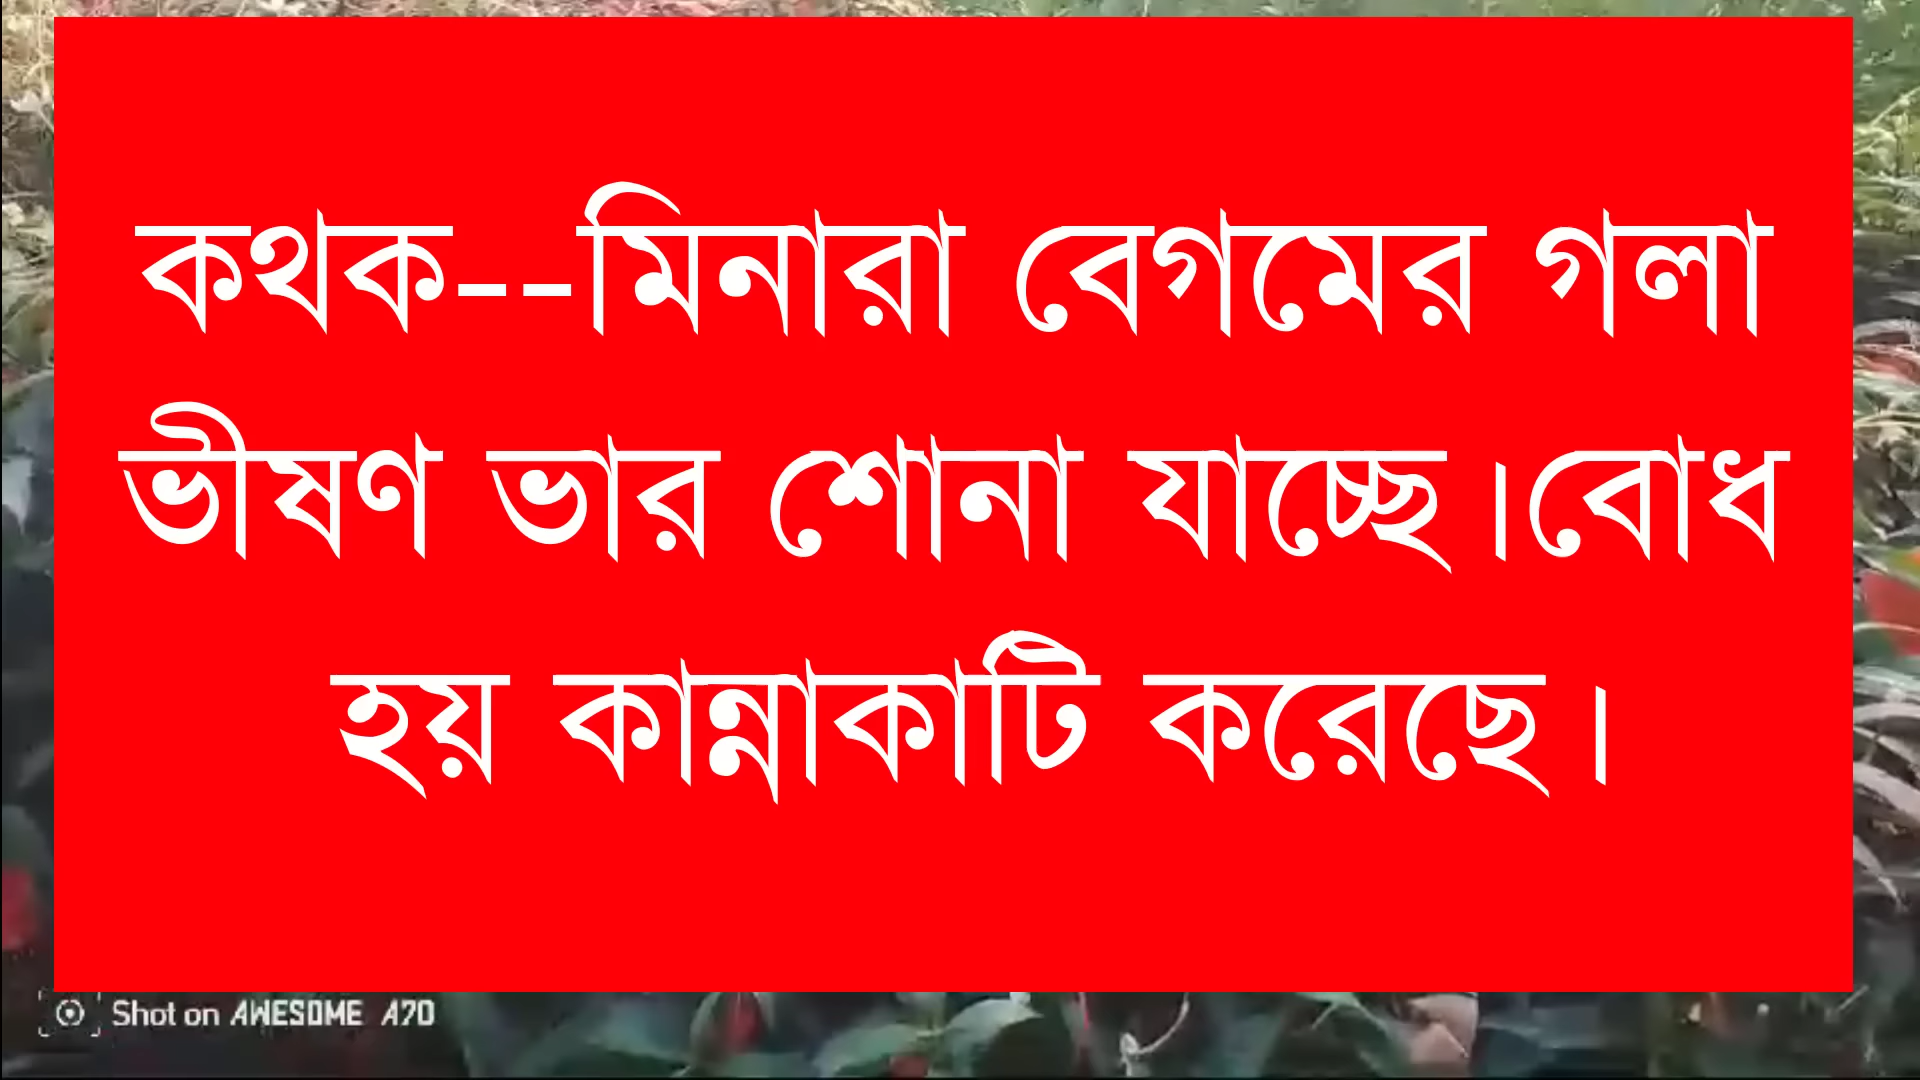 কথক--মিনারা বেগমের গলা
ভীষণ ভার শোনা যাচ্ছে।বোধ
হয় কান্নাকাটি করেছে।
Shot on AWESOME A70